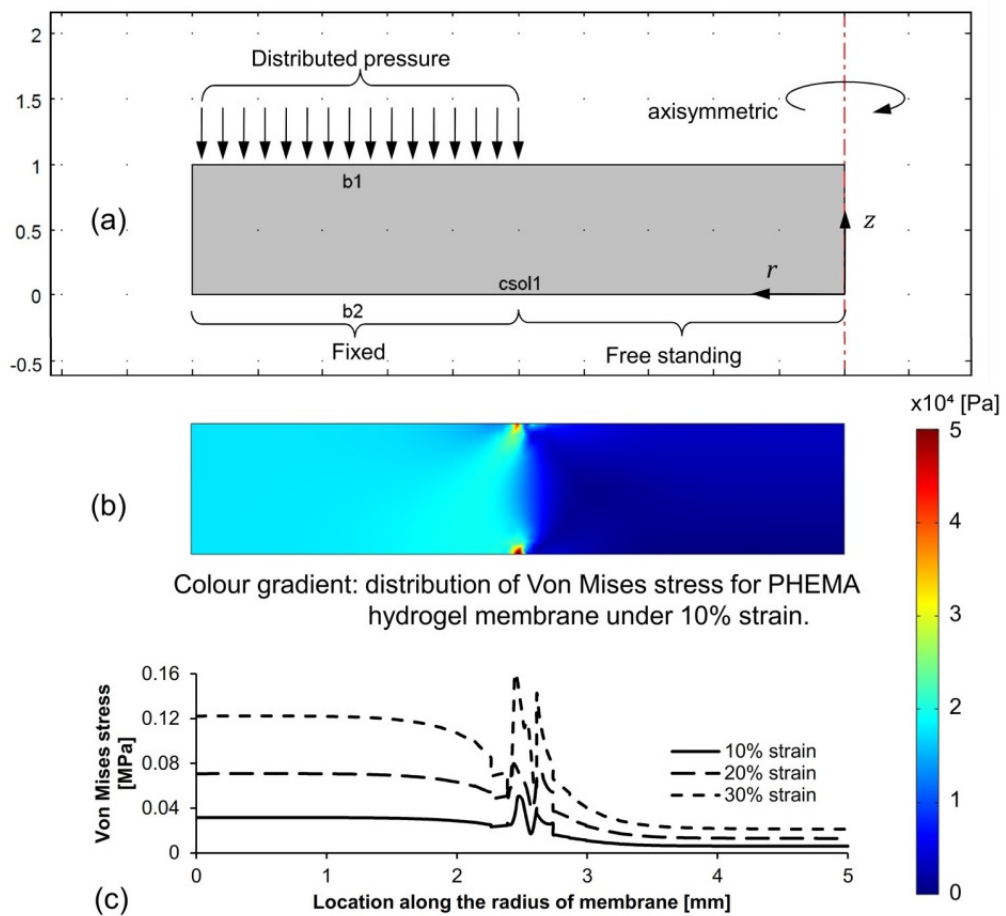 2
1.5
1
0.5
0
-0.5
Distributed pressure
axisymmetric
b1
(a)
z
r
csol1
b2
Fixed
Free standing
x10⁴ [Pa]
5
4
3
2
1
0
(b)
Colour gradient: distribution of Von Mises stress for PHEMA
hydrogel membrane under 10% strain.
Von Mises stress
[MPa]
0.16
0.12
0.08
0.04
0
10% strain
20% strain
30% strain
0 1 2 3 4 5
Location along the radius of membrane [mm]
(c)